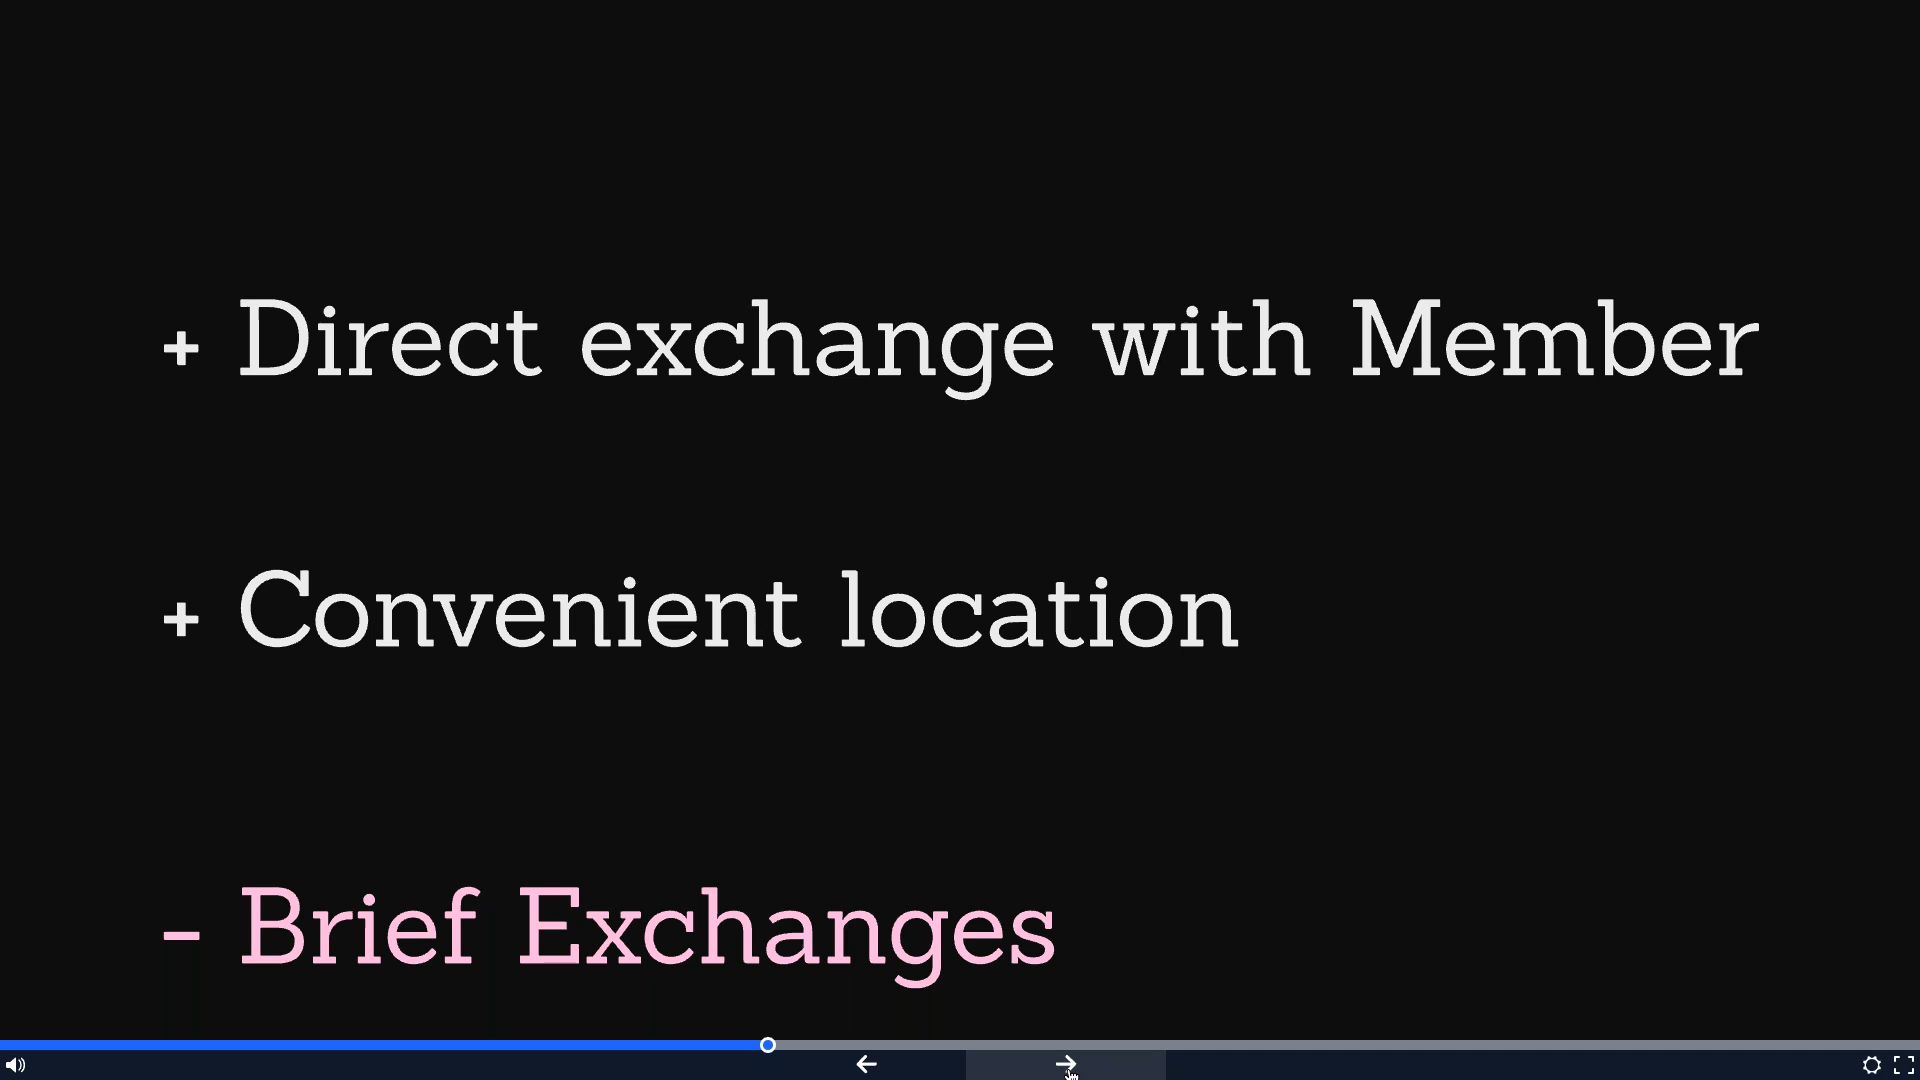 + Direct exchange with Member
+ Convenient location
- Brief Exchanges